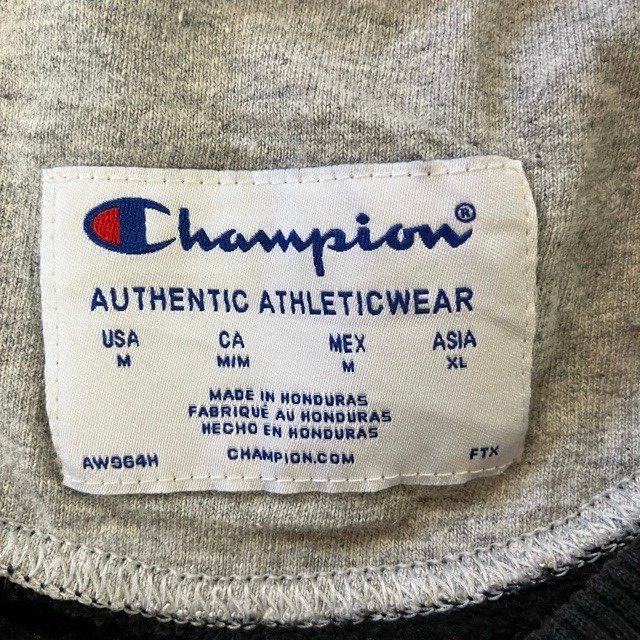 Champion®
AUTHENTIC ATHLETICWEAR
USA CA MEX ASIA
M M/M M XL
MADE IN HONDURAS
FABRIQUÉ AU HONDURAS
HECHO EN HONDURAS
AW964H CHAMPION.COM FTX